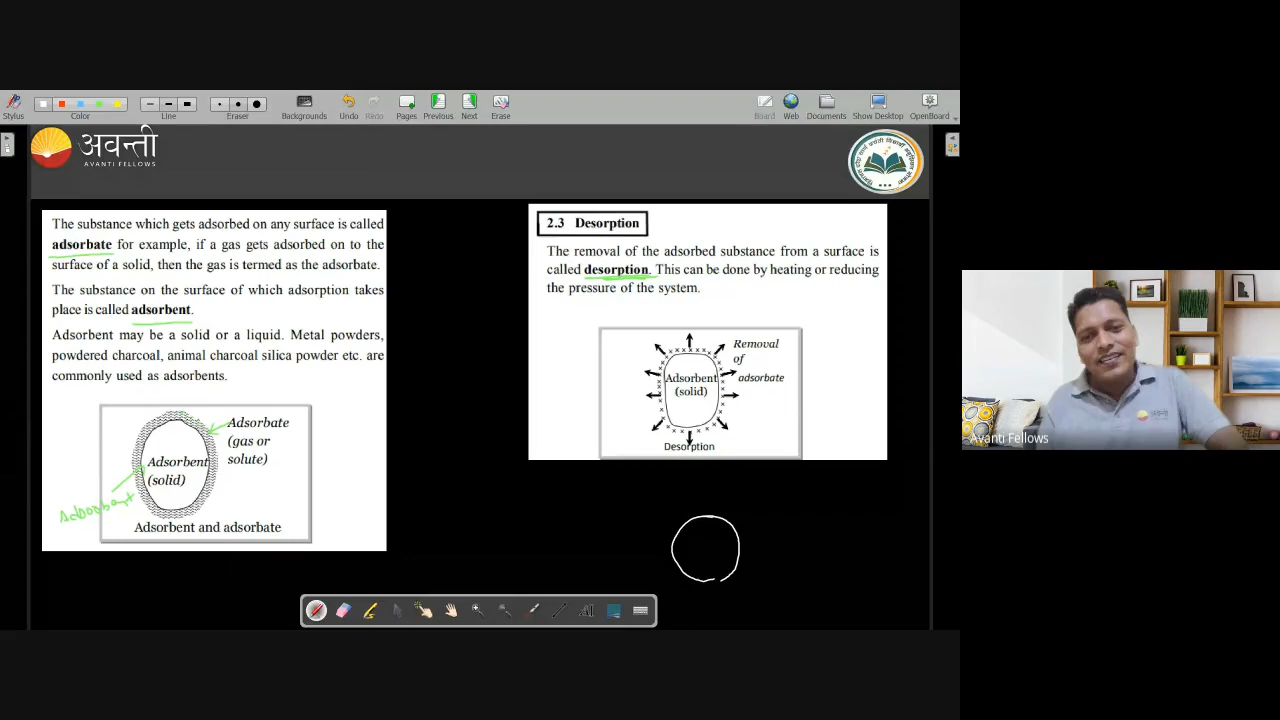 Stylus
Color
Line
Eraser
Backgrounds
Undo
Redo
Pages
Previous
Next
Erase
Board
Web
Documents
Show Desktop
OpenBoard
अवन्ती
AVANTI FELLOWS
The substance which gets adsorbed on any surface is called
adsorbate for example, if a gas gets adsorbed on to the
surface of a solid, then the gas is termed as the adsorbate.
The substance on the surface of which adsorption takes
place is called adsorbent.
Adsorbent may be a solid or a liquid. Metal powders,
powdered charcoal, animal charcoal silica powder etc. are
commonly used as adsorbents.
Adsorbate
(gas or
solute)
Adsorbent
(solid)
Adsorbent and adsorbate
2.3 Desorption
The removal of the adsorbed substance from a surface is
called desorption. This can be done by heating or reducing
the pressure of the system.
Removal
of
adsorbate
Adsorbent
(solid)
Desorption
Avanti Fellows